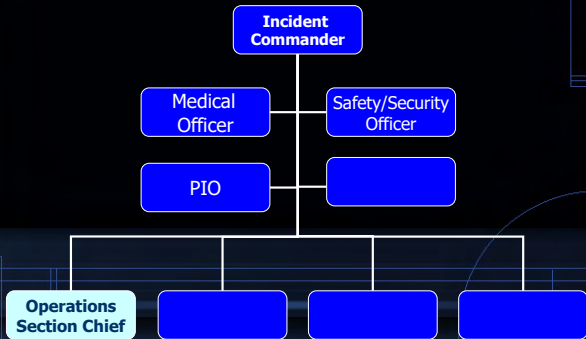 Incident
Commander
Medical
Officer
Safety/Security
Officer
PIO
Operations
Section Chief